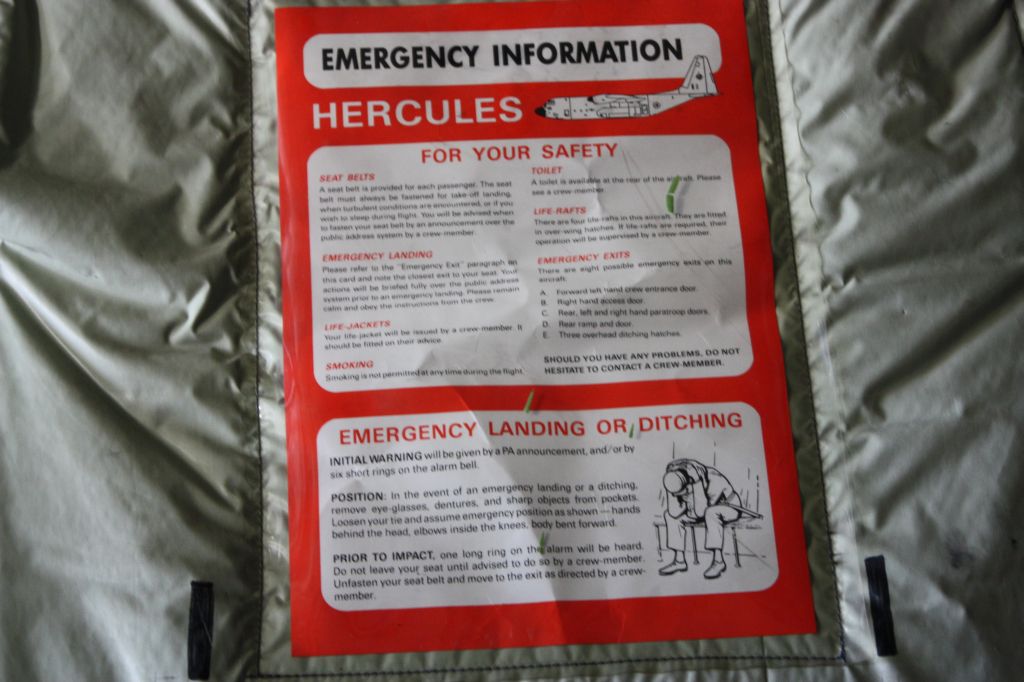 EMERGENCY INFORMATION
HERCULES
FOR YOUR SAFETY
SEAT BELTS
A seat belt is provided for each passenger. The seat
belt must always be fastened for take-off landing,
when turbulent conditions are encountered, or if you
wish to sleep during flight. You will be advised when
to fasten your seat belt by an announcement over the
public address system by a crew-member.
EMERGENCY LANDING
Please refer to the "Emergency Exit" paragraph on
this card and note the closest exit to your seat. Your
actions will be briefed fully over the public address
system prior to an emergency landing. Please remain
calm and obey the instructions from the crew.
LIFE-JACKETS
Your life-jacket will be issued by a crew-member. It
should be fitted on their advice.
SMOKING
Smoking is not permitted at any time during the flight.
TOILET
A toilet is available at the rear of the aircraft. Please
see a crew-member.
LIFE-RAFTS
There are four life-rafts in this aircraft. They are fitted
in over-wing hatches. If life-rafts are required, their
operation will be supervised by a crew-member.
EMERGENCY EXITS
There are eight possible emergency exits on this
aircraft.
A. Forward left hand crew entrance door.
B. Right hand access door.
C. Rear, left and right hand paratroop doors.
D. Rear ramp and door.
E. Three overhead ditching hatches.
SHOULD YOU HAVE ANY PROBLEMS, DO NOT
HESITATE TO CONTACT A CREW-MEMBER.
EMERGENCY LANDING OR DITCHING
INITIAL WARNING will be given by a PA announcement, and/or by
six short rings on the alarm bell.
POSITION: In the event of an emergency landing or a ditching,
remove eye-glasses, dentures, and sharp objects from pockets.
Loosen your tie and assume emergency position as shown — hands
behind the head, elbows inside the knees, body bent forward.
PRIOR TO IMPACT, one long ring on the alarm will be heard.
Do not leave your seat until advised to do so by a crew-member.
Unfasten your seat belt and move to the exit as directed by a crew-
member.